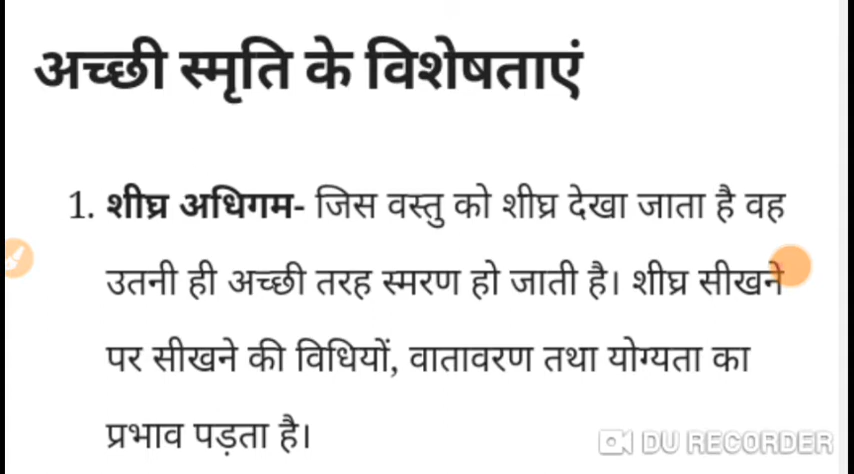 अच्छी स्मृति के विशेषताएं
1. शीघ्र अधिगम- जिस वस्तु को शीघ्र देखा जाता है वह
उतनी ही अच्छी तरह स्मरण हो जाती है। शीघ्र सीखने
पर सीखने की विधियों, वातावरण तथा योग्यता का
प्रभाव पड़ता है।
DU RECORDER